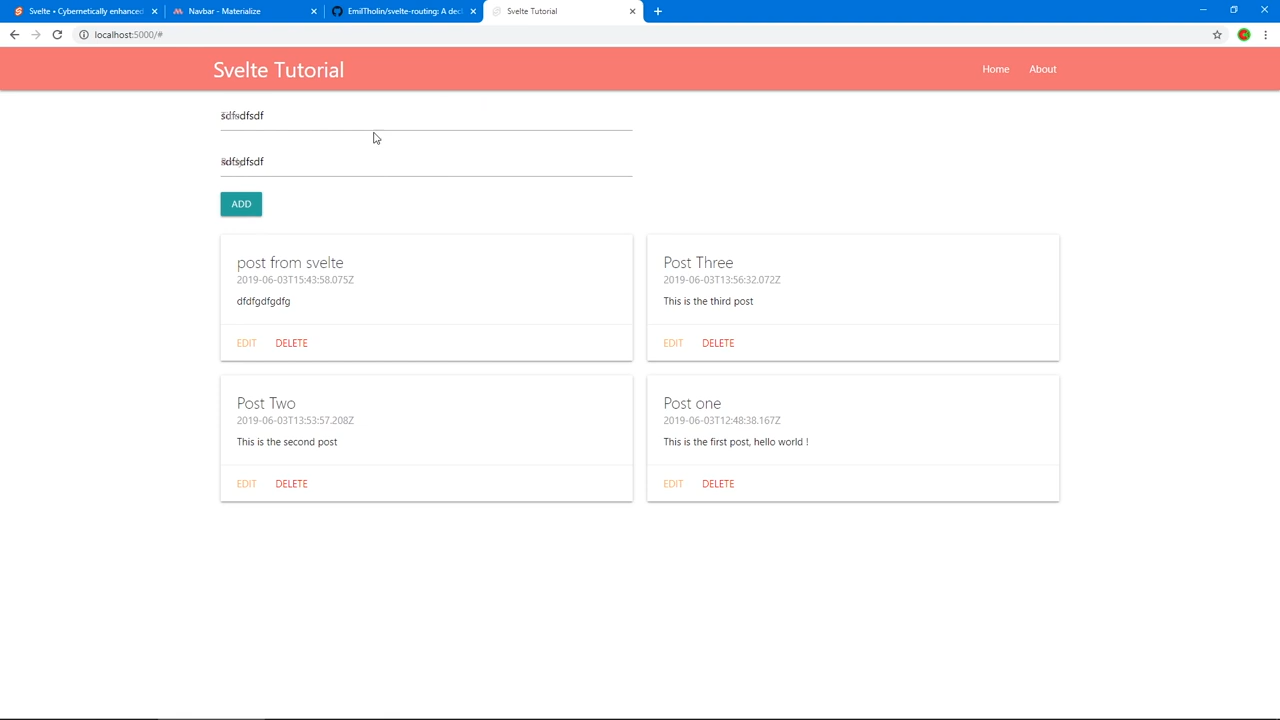 Svelte • Cybernetically enhanced
Navbar - Materialize
EmilTholin/svelte-routing: A decl
Svelte Tutorial
localhost:5000/#
Svelte Tutorial
Home
About
sdfsdfsdf
sdfsdfsdf
ADD
post from svelte
2019-06-03T15:43:58.075Z
dfdfgdfgdfg
EDIT DELETE
Post Three
2019-06-03T13:56:32.072Z
This is the third post
EDIT DELETE
Post Two
2019-06-03T13:53:57.208Z
This is the second post
EDIT DELETE
Post one
2019-06-03T12:48:38.167Z
This is the first post, hello world !
EDIT DELETE